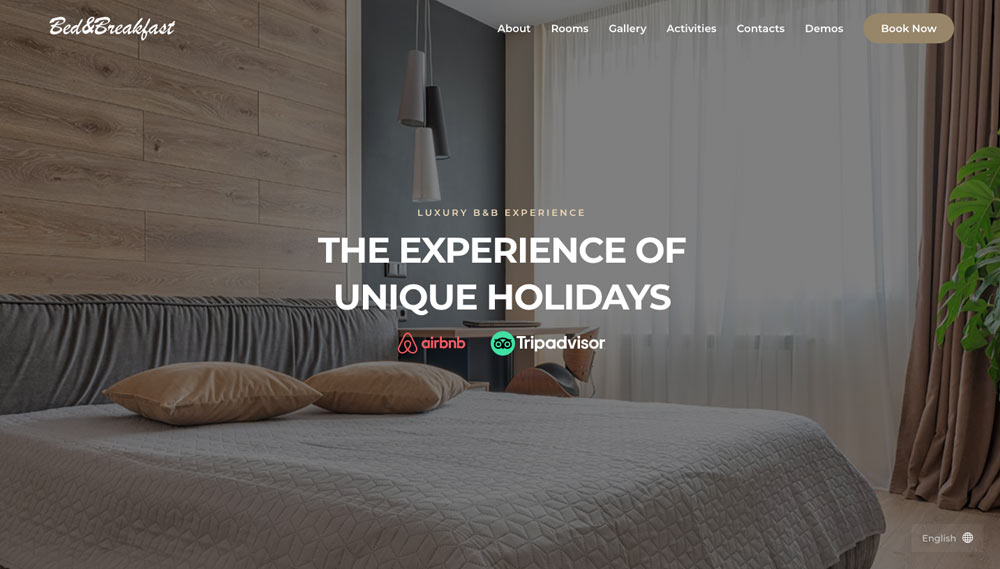 Bed&Breakfast
About Rooms Gallery Activities Contacts Demos Book Now
LUXURY B&B EXPERIENCE
THE EXPERIENCE OF
UNIQUE HOLIDAYS
airbnb Tripadvisor
English